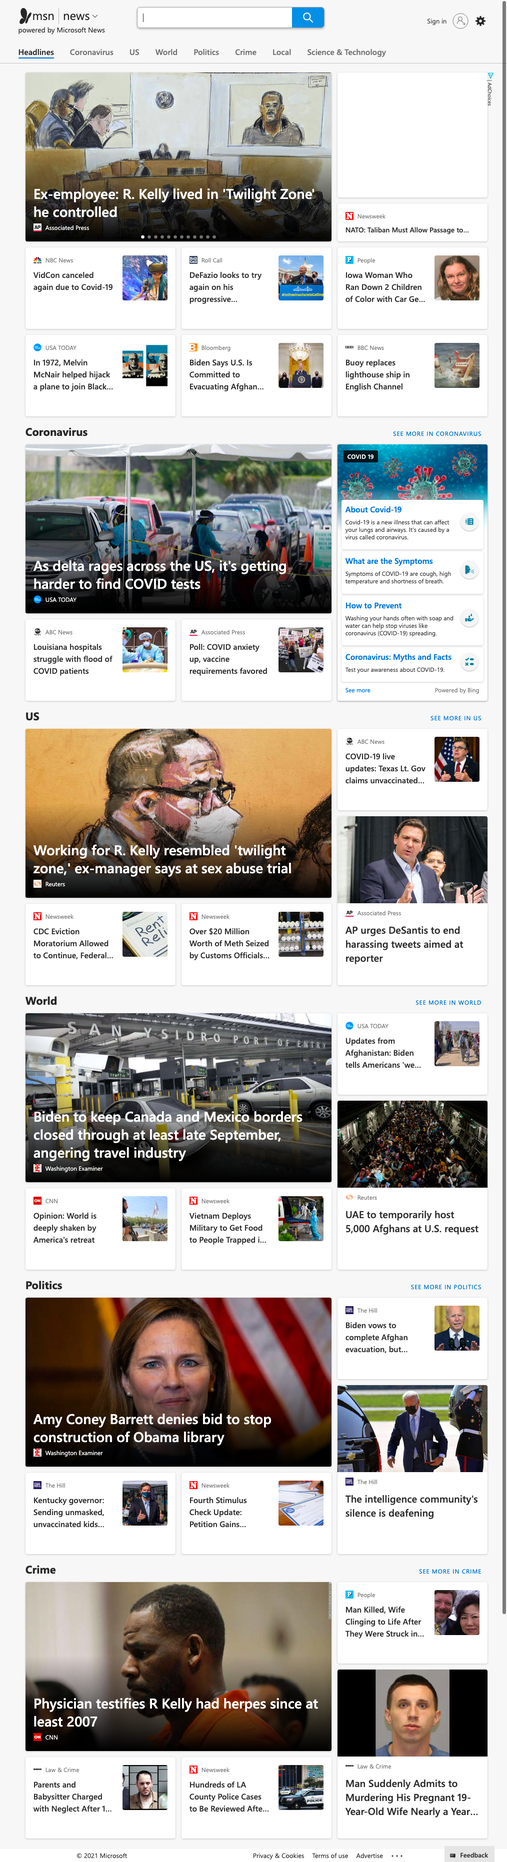 msn news
powered by Microsoft News
Sign in
Headlines Coronavirus US World Politics Crime Local Science & Technology
Ex-employee: R. Kelly lived in 'Twilight Zone'
he controlled
AP Associated Press
AdChoices
Newsweek
NATO: Taliban Must Allow Passage to...
NBC News
VidCon canceled
again due to Covid-19
Roll Call
DeFazio looks to try
again on his
progressive...
People
Iowa Woman Who
Ran Down 2 Children
of Color with Car Ge...
USA TODAY
In 1972, Melvin
McNair helped hijack
a plane to join Black...
Bloomberg
Biden Says U.S. Is
Committed to
Evacuating Afghan...
BBC News
Buoy replaces
lighthouse ship in
English Channel
Coronavirus
SEE MORE IN CORONAVIRUS
As delta rages across the US, it's getting
harder to find COVID tests
USA TODAY
COVID 19
About Covid-19
Covid-19 is a new illness that can affect
your lungs and airways. It's caused by a
virus called coronavirus.
What are the Symptoms
Symptoms of COVID-19 are cough, high
temperature and shortness of breath.
How to Prevent
Washing your hands often with soap and
water can help stop viruses like
coronavirus (COVID-19) spreading.
Coronavirus: Myths and Facts
Test your awareness about COVID-19.
See more
Powered by Bing
ABC News
Louisiana hospitals
struggle with flood of
COVID patients
AP Associated Press
Poll: COVID anxiety
up, vaccine
requirements favored
US
SEE MORE IN US
Working for R. Kelly resembled 'twilight
zone,' ex-manager says at sex abuse trial
Reuters
ABC News
COVID-19 live
updates: Texas Lt. Gov
claims unvaccinated...
AP Associated Press
AP urges DeSantis to end
harassing tweets aimed at
reporter
Newsweek
CDC Eviction
Moratorium Allowed
to Continue, Federal...
Rent
Reli
Newsweek
Over $20 Million
Worth of Meth Seized
by Customs Officials...
World
SEE MORE IN WORLD
SAN YSIDRO PORT OF ENTRY
Biden to keep Canada and Mexico borders
closed through at least late September,
angering travel industry
Washington Examiner
USA TODAY
Updates from
Afghanistan: Biden
tells Americans 'we...
Reuters
UAE to temporarily host
5,000 Afghans at U.S. request
CNN
Opinion: World is
deeply shaken by
America's retreat
Newsweek
Vietnam Deploys
Military to Get Food
to People Trapped i...
Politics
SEE MORE IN POLITICS
Amy Coney Barrett denies bid to stop
construction of Obama library
Washington Examiner
The Hill
Biden vows to
complete Afghan
evacuation, but...
The Hill
The intelligence community's
silence is deafening
The Hill
Kentucky governor:
Sending unmasked,
unvaccinated kids...
Newsweek
Fourth Stimulus
Check Update:
Petition Gains...
Crime
SEE MORE IN CRIME
Physician testifies R Kelly had herpes since at
least 2007
CNN
People
Man Killed, Wife
Clinging to Life After
They Were Struck in...
Law & Crime
Man Suddenly Admits to
Murdering His Pregnant 19-
Year-Old Wife Nearly a Year...
Law & Crime
Parents and
Babysitter Charged
with Neglect After 1...
Newsweek
Hundreds of LA
County Police Cases
to Be Reviewed Afte...
© 2021 Microsoft
Privacy & Cookies Terms of use Advertise
Feedback